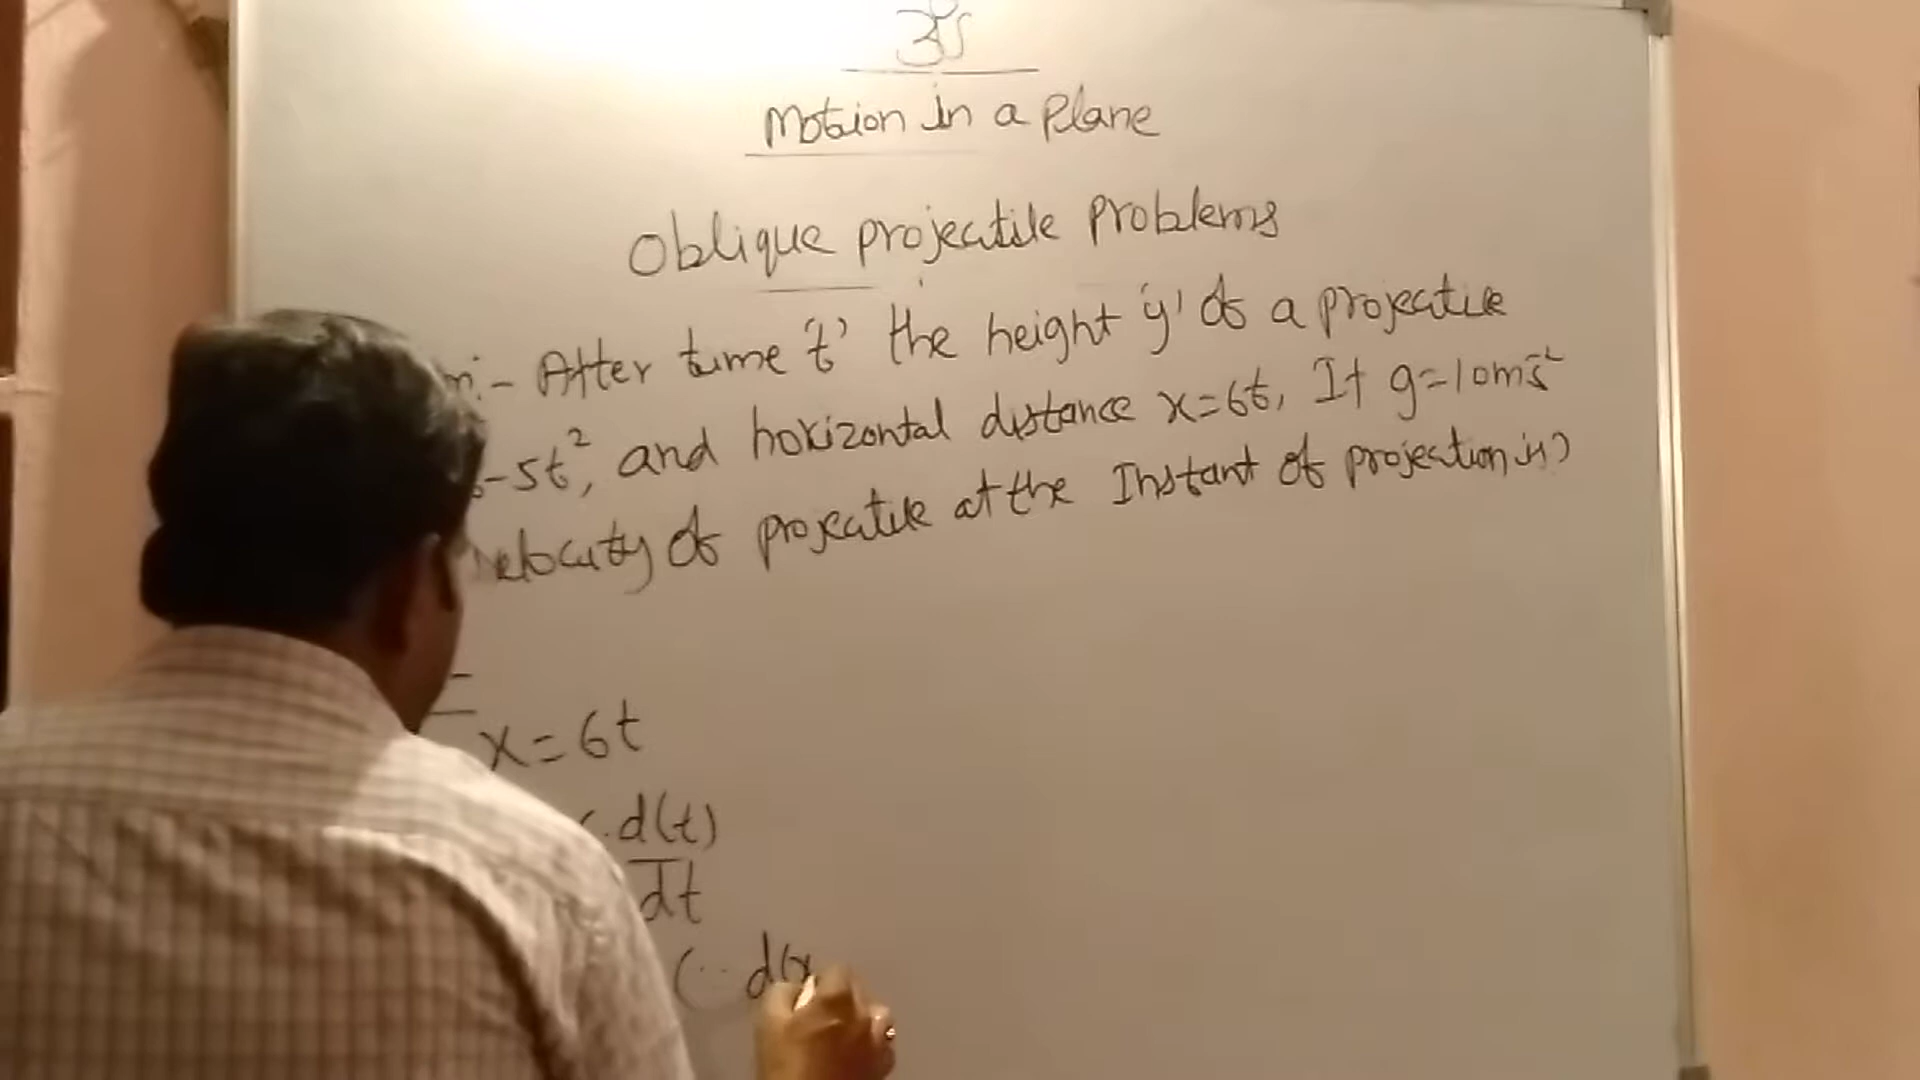 ॐ
Motion in a Plane
Oblique projectile Problems
:- After time 't' the height 'y' of a projectile
-5t², and horizontal distance x=6t, If g=10ms⁻²
velocity of projectile at the Instant of projection is?
x=6t
d(t)
dt
(∵ d(x